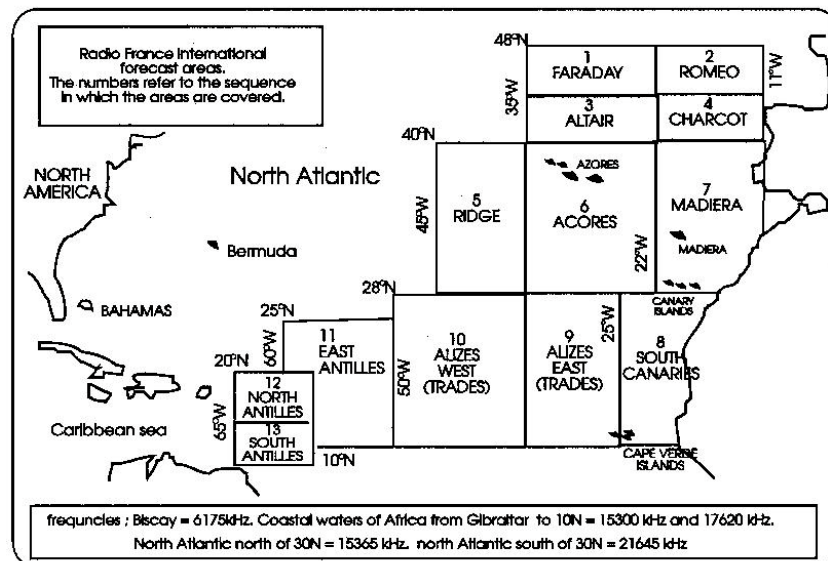 Radio France International
forecast areas.
The numbers refer to the sequence
in which the areas are covered.
48°N
1
FARADAY
2
ROMEO
11°W
35°W
3
ALTAIR
4
CHARCOT
40°N
NORTH
AMERICA
North Atlantic
45°W
5
RIDGE
AZORES
6
ACORES
7
MADIERA
22°W
MADIERA
Bermuda
28°N
CANARY
ISLANDS
BAHAMAS
25°N
60°W
11
EAST
ANTILLES
50°W
10
ALIZES
WEST
(TRADES)
9
ALIZES
EAST (TRADES)
25°W
8
SOUTH
CANARIES
20°N
12
NORTH
ANTILLES
65°W
13
SOUTH
ANTILLES
Caribbean sea
10°N
CAPE VERDE
ISLANDS
frequncies ; Biscay = 6175kHz. Coastal waters of Africa from Gibraltar to 10N = 15300 kHz and 17620 kHz.
North Atlantic north of 30N = 15365 kHz. north Atlantic south of 30N = 21645 kHz